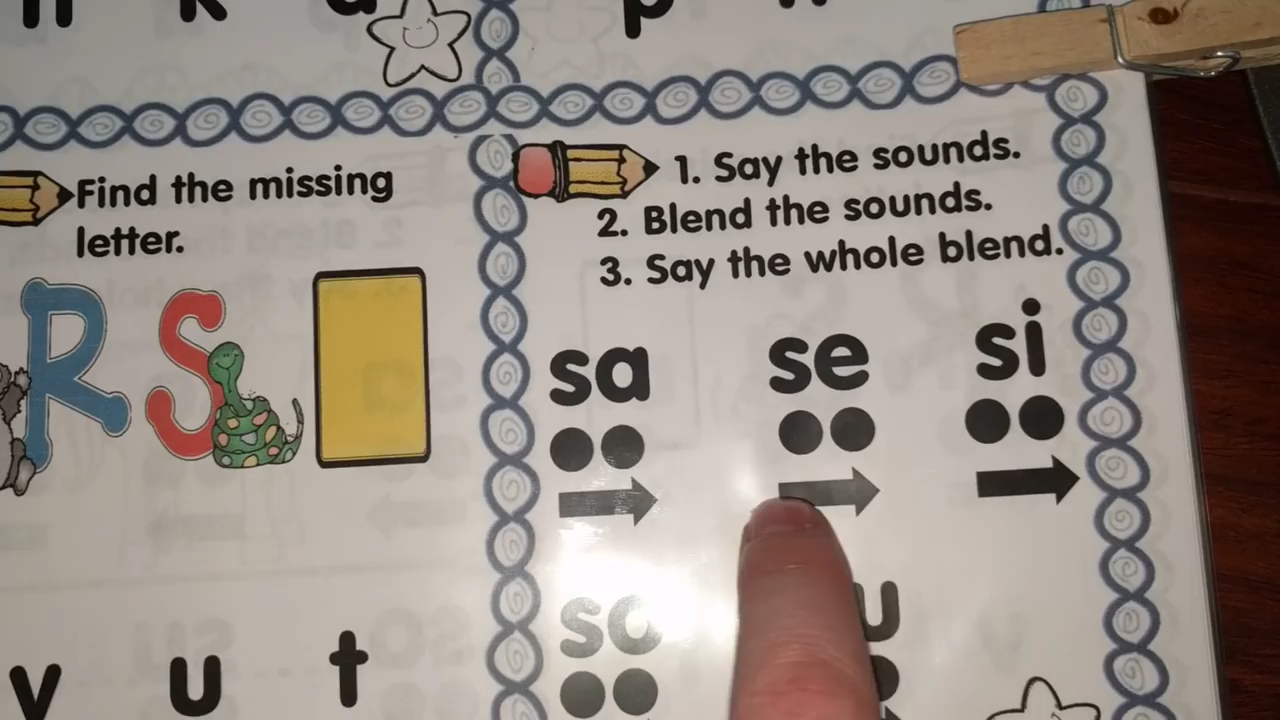 Find the missing
letter.
R S
v u t
1. Say the sounds.
2. Blend the sounds.
3. Say the whole blend.
sa se si
so